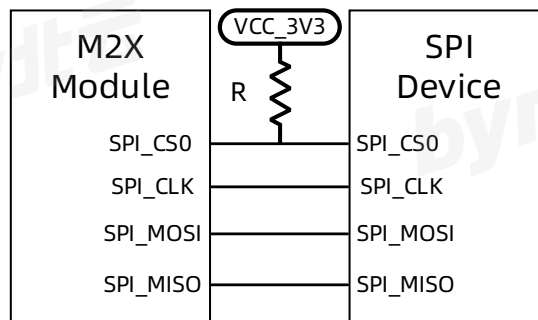 VCC_3V3
M2X
Module
SPI
Device
R
SPI_CS0
SPI_CS0
SPI_CLK
SPI_CLK
SPI_MOSI
SPI_MOSI
SPI_MISO
SPI_MISO